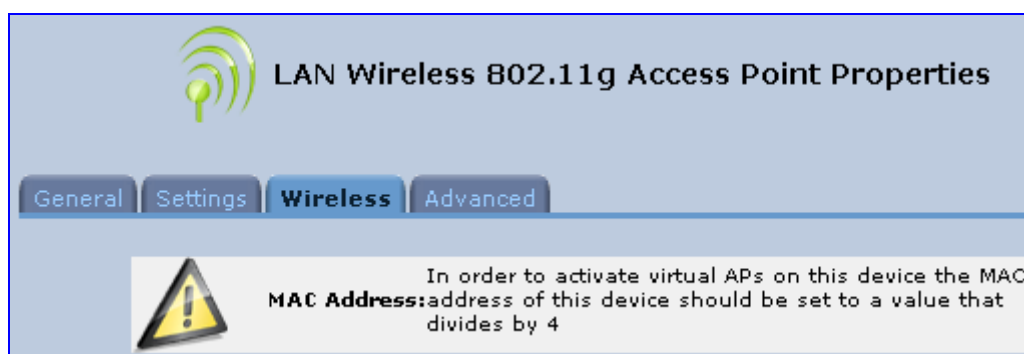 LAN Wireless 802.11g Access Point Properties
General Settings Wireless Advanced
In order to activate virtual APs on this device the MAC
MAC Address:address of this device should be set to a value that
divides by 4